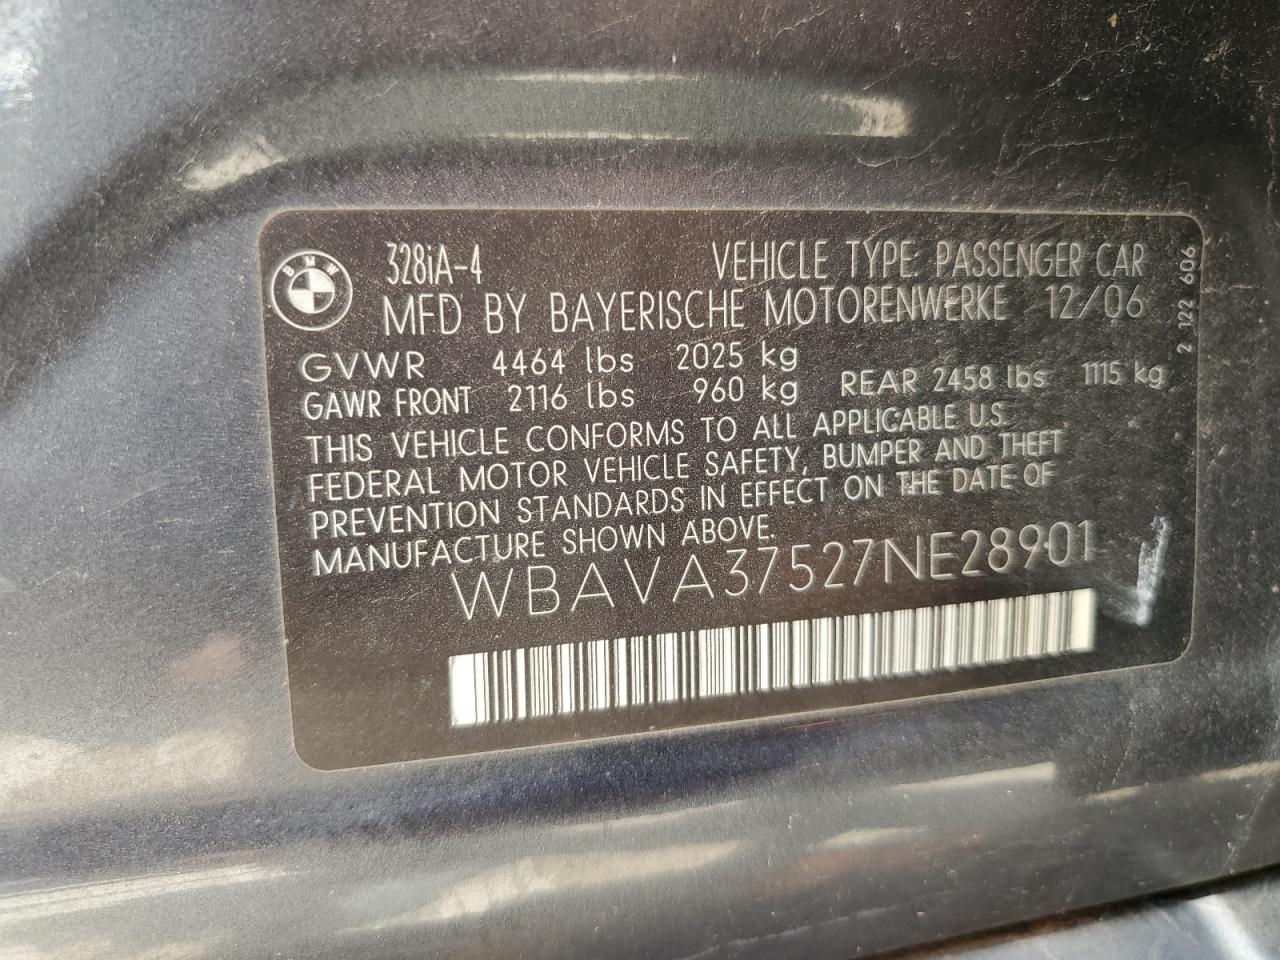 BMW
328iA-4 VEHICLE TYPE PASSENGER CAR
MFD BY BAYERISCHE MOTORENWERKE 12/06
GVWR 4464 lbs 2025 kg
GAWR FRONT 2116 lbs 960 kg REAR 2458 lbs 1115 kg
THIS VEHICLE CONFORMS TO ALL APPLICABLE U.S.
FEDERAL MOTOR VEHICLE SAFETY, BUMPER AND THEFT
PREVENTION STANDARDS IN EFFECT ON THE DATE OF
MANUFACTURE SHOWN ABOVE.
WBAVA37527NE28901
2 122 606